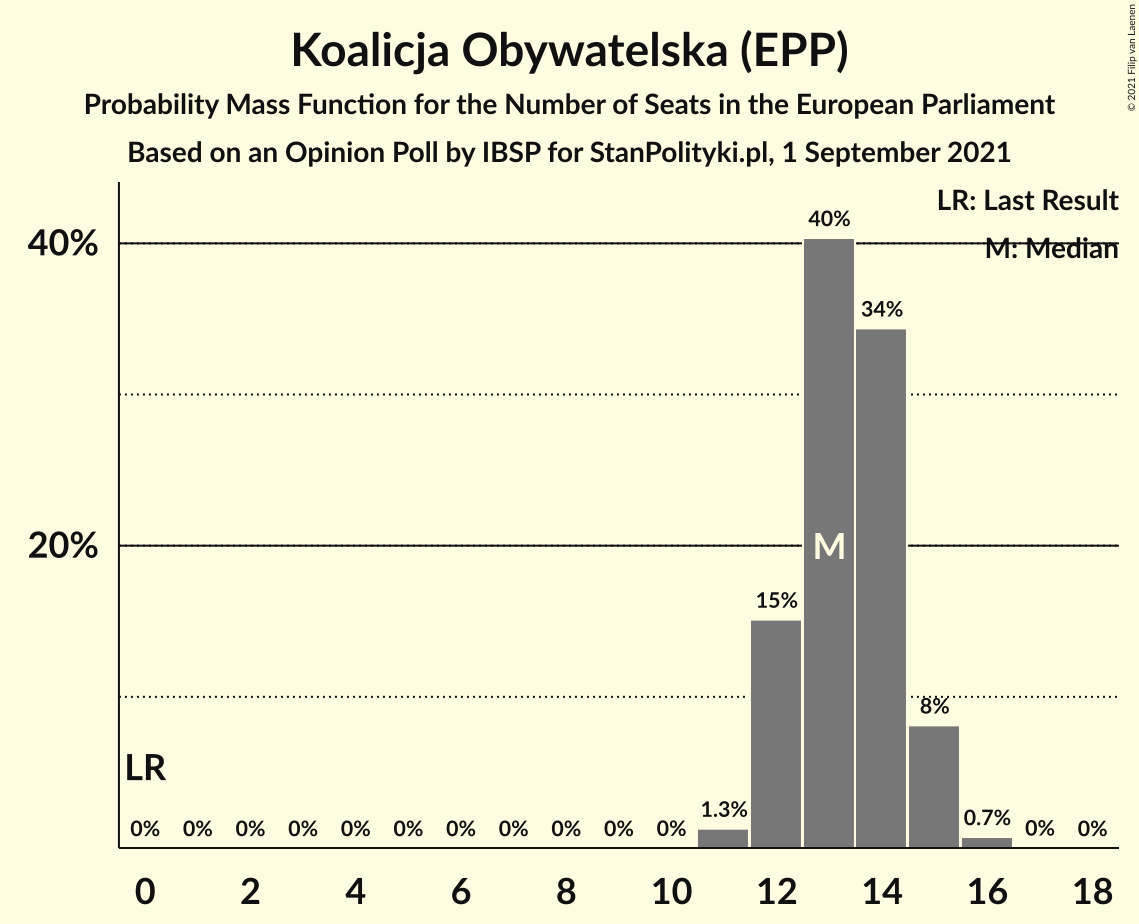 Koalicja Obywatelska (EPP)
Probability Mass Function for the Number of Seats in the European Parliament
Based on an Opinion Poll by IBSP for StanPolityki.pl, 1 September 2021
© 2021 Filip van Laenen
LR: Last Result
M: Median
40%
20%
40%
34%
M
15%
8%
LR
0% 0% 0% 0% 0% 0% 0% 0% 0% 0% 0% 1.3% 0.7% 0% 0%
0 2 4 6 8 10 12 14 16 18